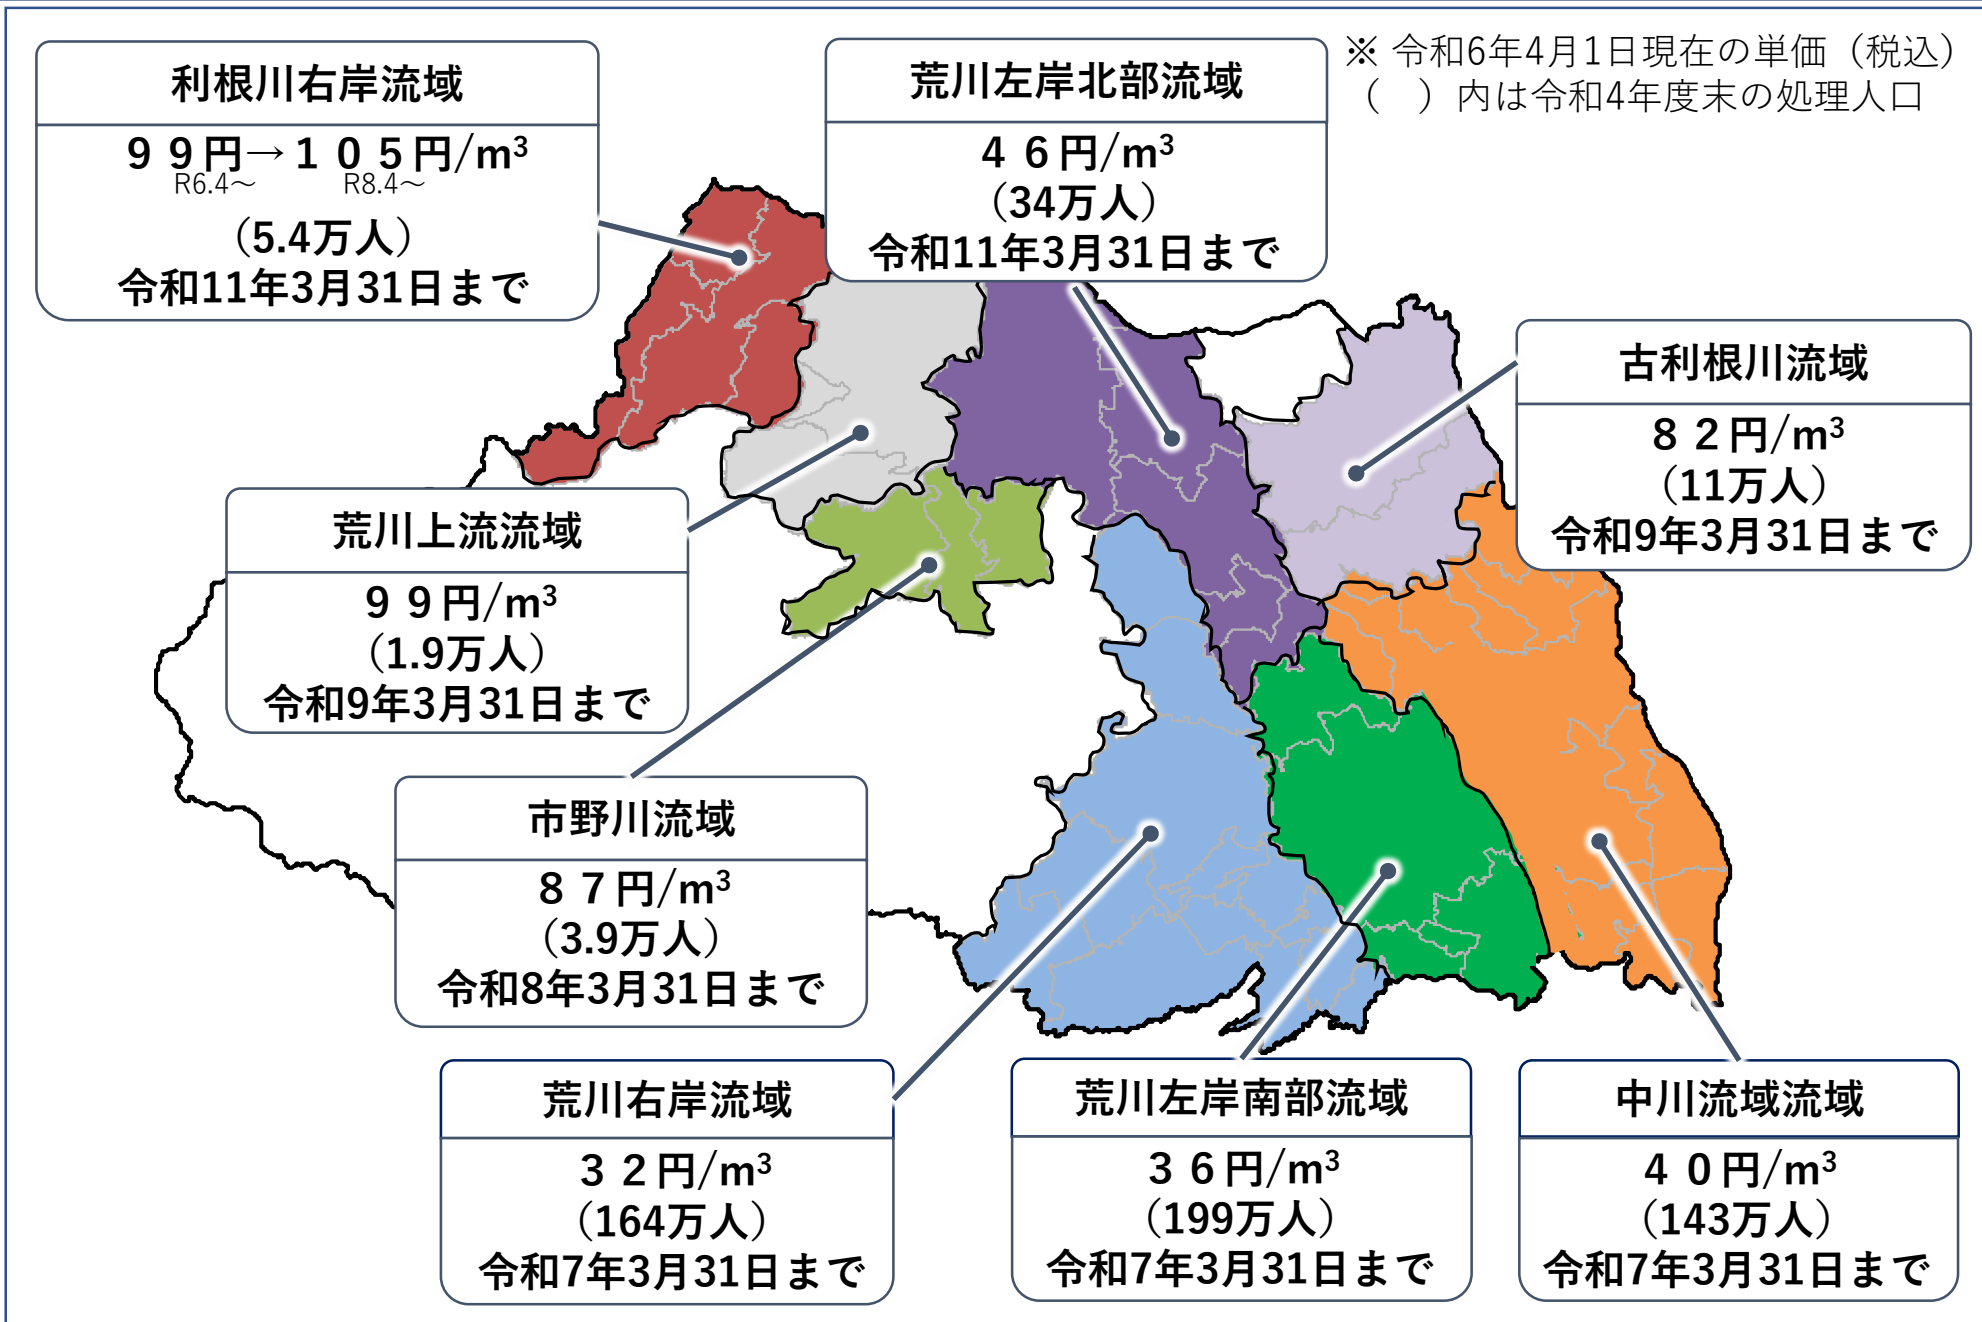 ※ 令和6年4月1日現在の単価（税込）
（　）内は令和4年度末の処理人口
利根川右岸流域
９９円→１０５円/m³
R6.4～ R8.4～
（5.4万人）
令和11年3月31日まで
荒川左岸北部流域
４６円/m³
（34万人）
令和11年3月31日まで
古利根川流域
８２円/m³
（11万人）
令和9年3月31日まで
荒川上流流域
９９円/m³
（1.9万人）
令和9年3月31日まで
市野川流域
８７円/m³
（3.9万人）
令和8年3月31日まで
荒川右岸流域
３２円/m³
（164万人）
令和7年3月31日まで
荒川左岸南部流域
３６円/m³
（199万人）
令和7年3月31日まで
中川流域流域
４０円/m³
（143万人）
令和7年3月31日まで